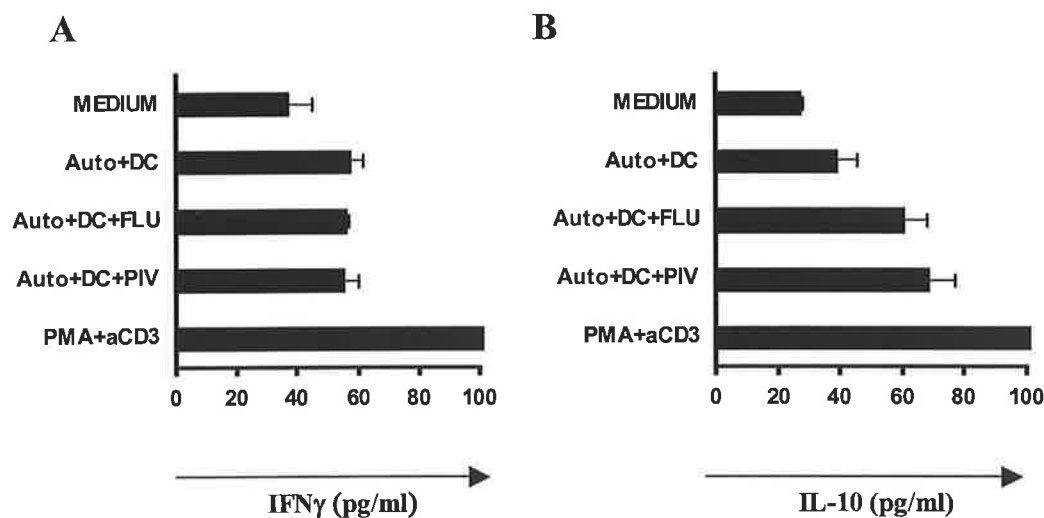 A
MEDIUM
Auto+DC
Auto+DC+FLU
Auto+DC+PIV
PMA+aCD3
0 20 40 60 80 100
IFNγ (pg/ml)
B
MEDIUM
Auto+DC
Auto+DC+FLU
Auto+DC+PIV
PMA+aCD3
0 20 40 60 80 100
IL-10 (pg/ml)